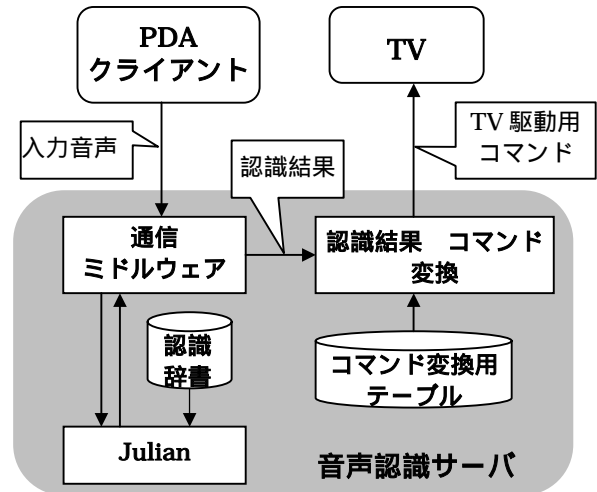 PDA
クライアント
TV
入力音声
認識結果
TV 駆動用
コマンド
通信
ミドルウェア
認識結果　コマンド
変換
認識
辞書
コマンド変換用
テーブル
Julian
音声認識サーバ